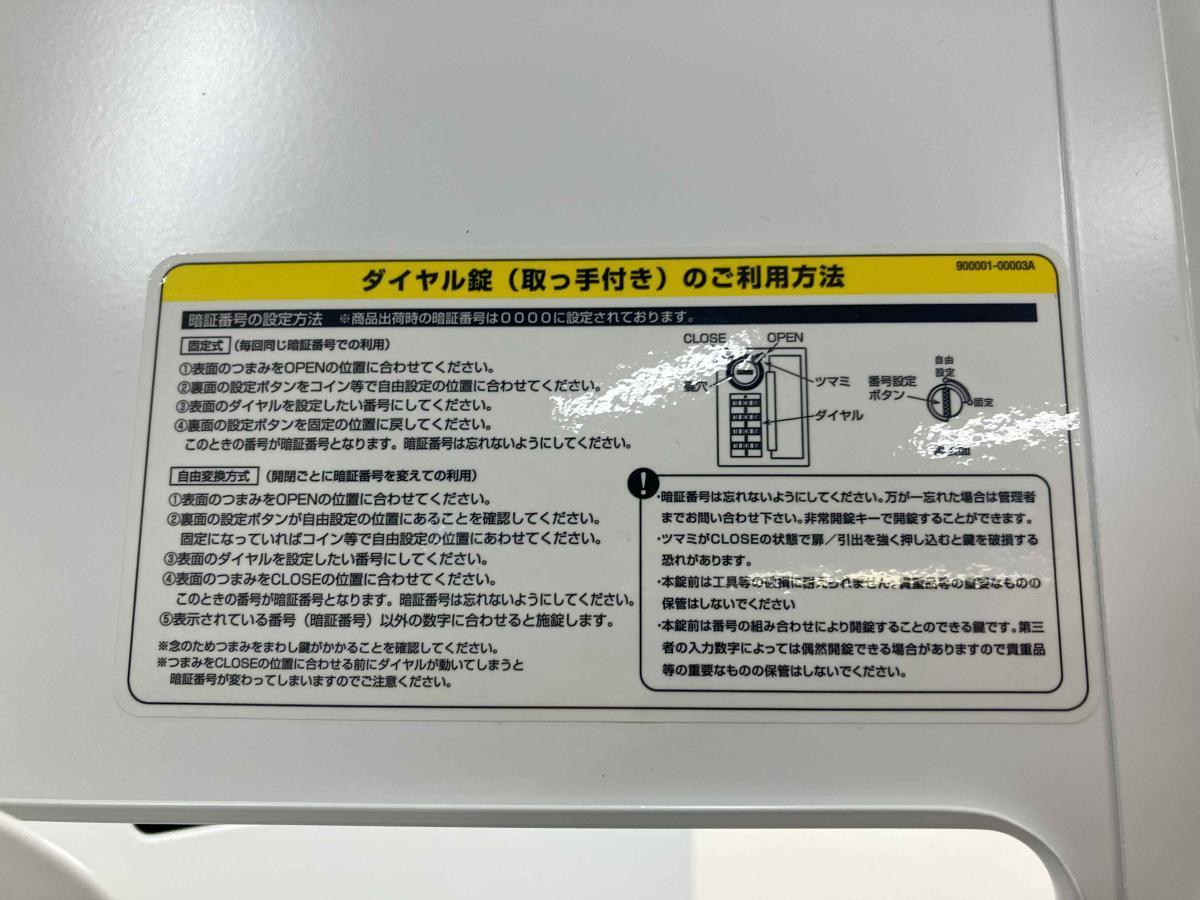 ダイヤル錠（取っ手付き）のご利用方法
900001-00003A
暗証番号の設定方法 ※商品出荷時の暗証番号は0000に設定されております。
固定式（毎回同じ暗証番号での利用）
①表面のつまみをOPENの位置に合わせてください。
②裏面の設定ボタンをコイン等で自由設定の位置に合わせてください。
③表面のダイヤルを設定したい番号にしてください。
④裏面の設定ボタンを固定の位置に戻してください。
このときの番号が暗証番号となります。暗証番号は忘れないようにしてください。
自由変換方式（開閉ごとに暗証番号を変えての利用）
①表面のつまみをOPENの位置に合わせてください。
②裏面の設定ボタンが自由設定の位置にあることを確認してください。
固定になっていればコイン等で自由設定の位置にあわせてください。
③表面のダイヤルを設定したい番号にしてください。
④表面のつまみをCLOSEの位置に合わせてください。
このときの番号が暗証番号となります。暗証番号は忘れないようにしてください。
⑤表示されている番号（暗証番号）以外の数字に合わせると施錠します。
※念のためつまみをまわし鍵がかかることを確認してください。
※つまみをCLOSEの位置に合わせる前にダイヤルが動いてしまうと
暗証番号が変わってしまいますのでご注意ください。
CLOSE
OPEN
ツマミ
ダイヤル
番号設定
ボタン
自由
設定
固定
・暗証番号は忘れないようにしてください。万が一忘れた場合は管理者
までお問い合わせ下さい。非常開錠キーで開錠することができます。
・ツマミがCLOSEの状態で扉／引出を強く押し込むと鍵を破損する
恐れがあります。
・本錠前は工具等の破損に耐えられません。貴重品等の重要なものの
保管はしないでください
・本錠前は番号の組み合わせにより開錠することのできる鍵です。第三
者の入力数字によっては偶然開錠できる場合がありますので貴重品
等の重要なものの保管はしないでください。